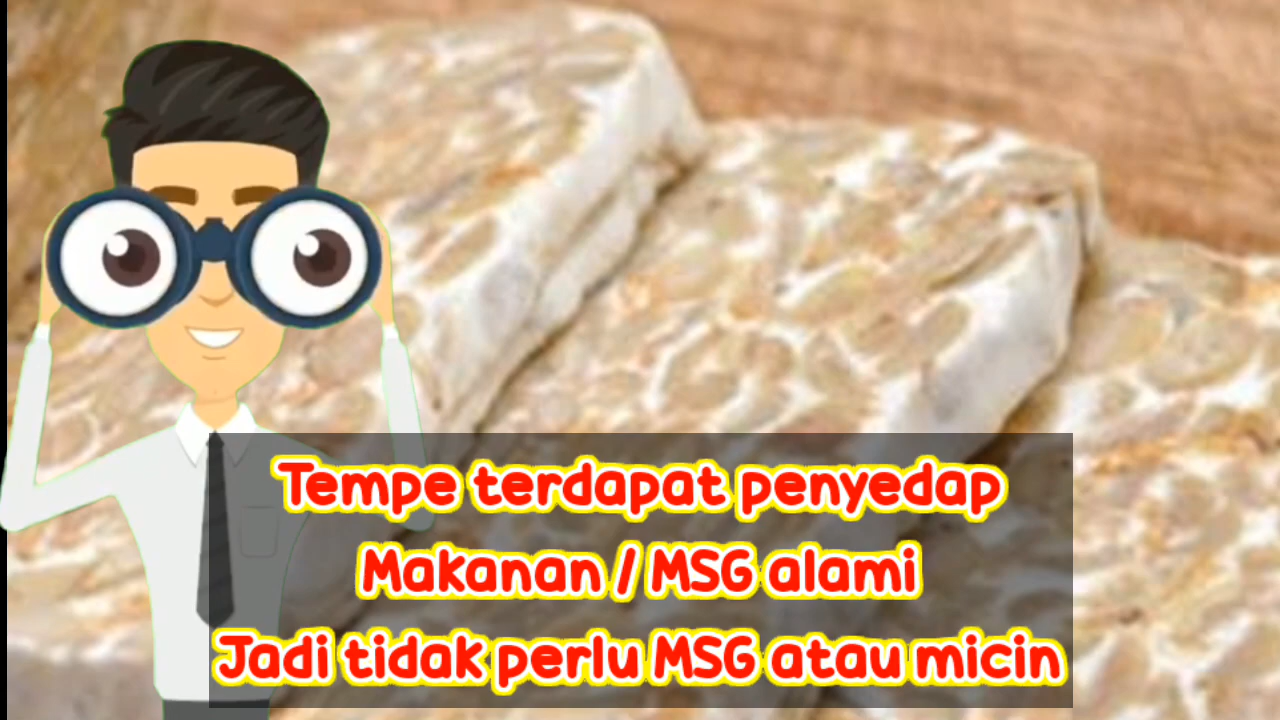 Tempe terdapat penyedap
Makanan / MSG alami
Jadi tidak perlu MSG atau micin